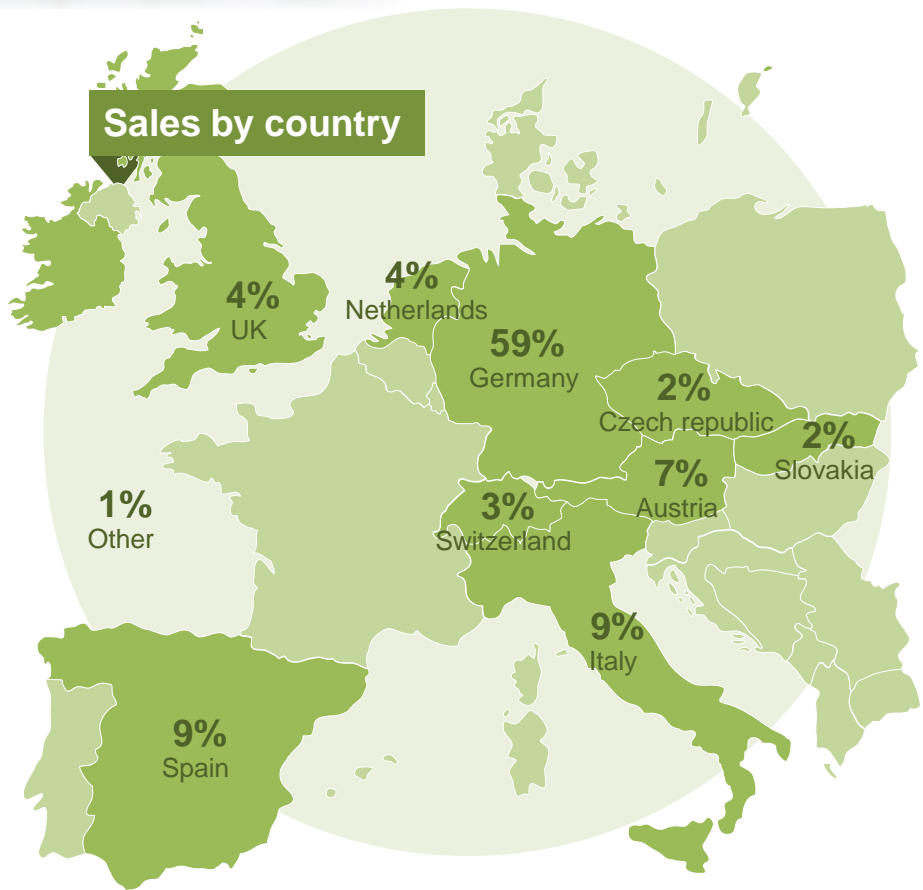 Sales by country
4%
UK
4%
Netherlands
59%
Germany
2%
Czech republic
2%
Slovakia
7%
Austria
3%
Switzerland
1%
Other
9%
Italy
9%
Spain